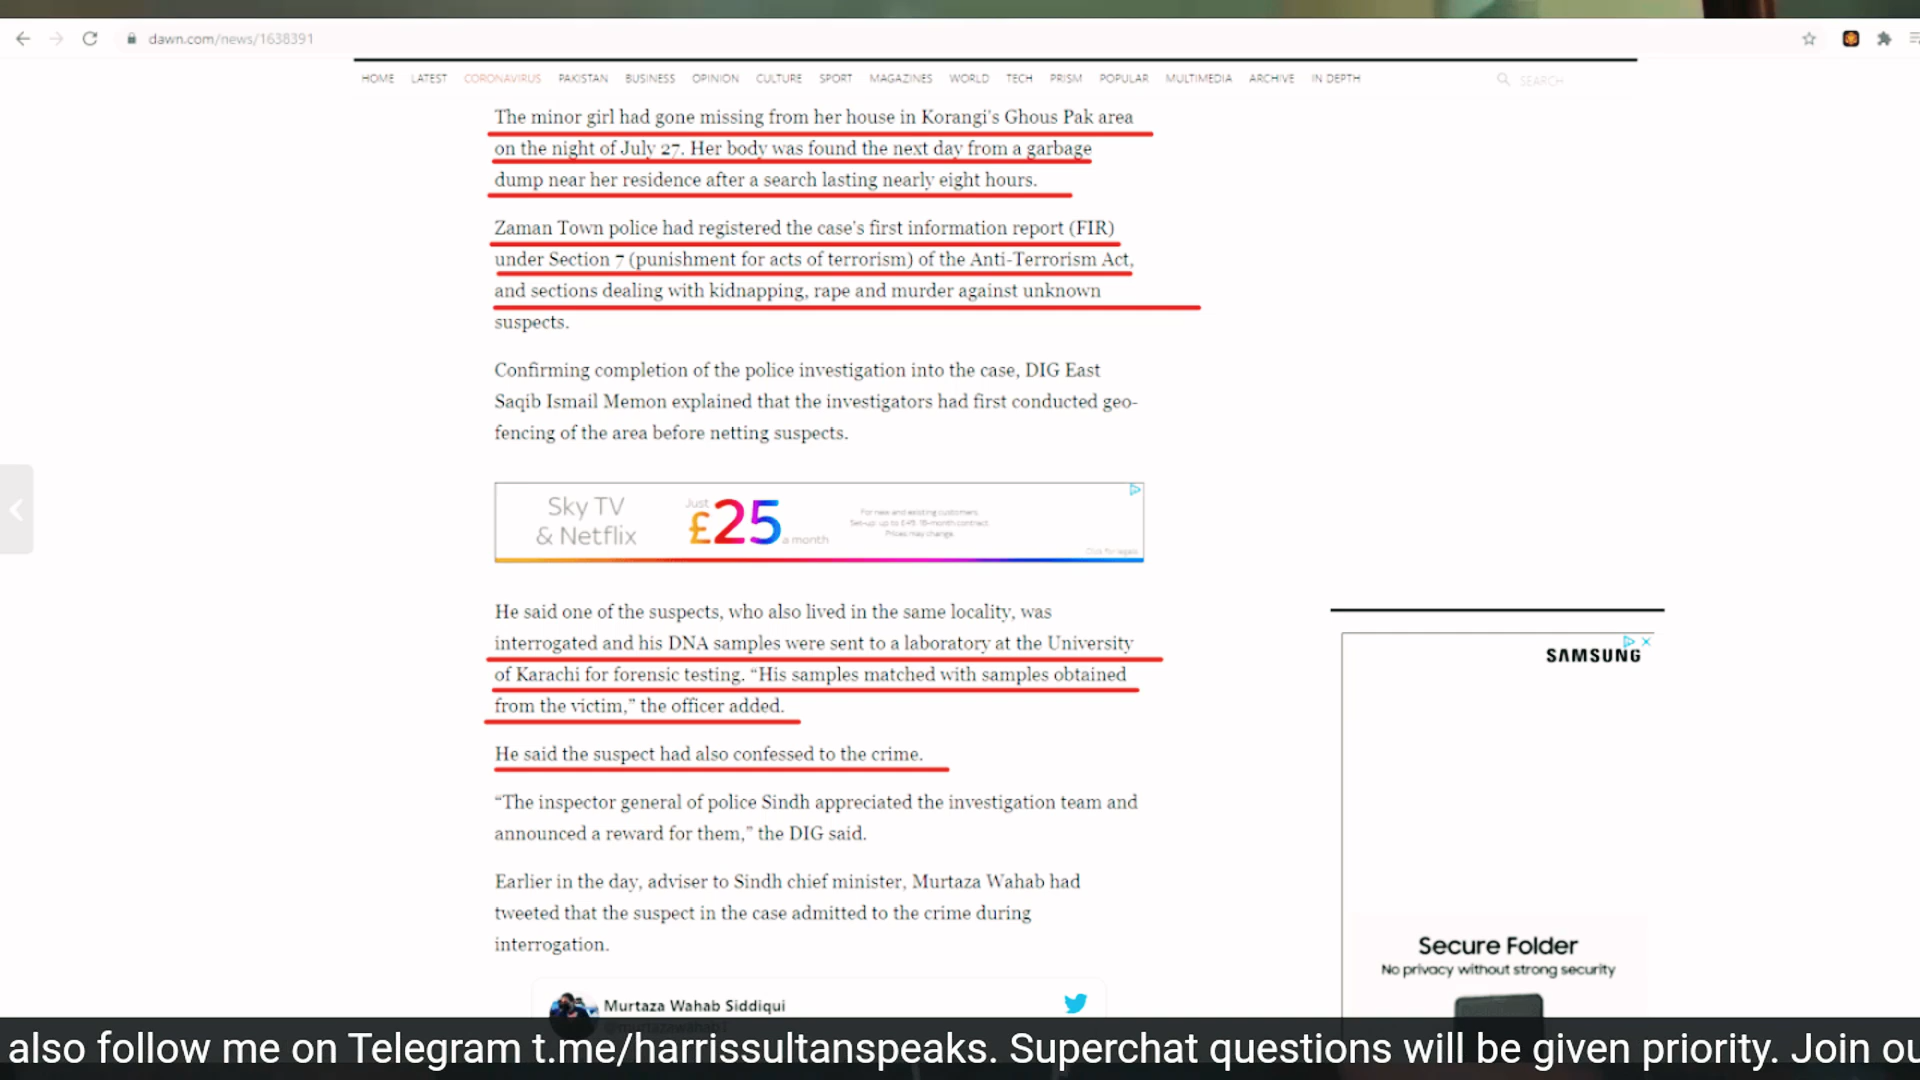 dawn.com/news/1638391
HOME LATEST CORONAVIRUS PAKISTAN BUSINESS OPINION CULTURE SPORT MAGAZINES WORLD TECH PRISM POPULAR MULTIMEDIA ARCHIVE IN DEPTH SEARCH
The minor girl had gone missing from her house in Korangi's Ghous Pak area
on the night of July 27. Her body was found the next day from a garbage
dump near her residence after a search lasting nearly eight hours.
Zaman Town police had registered the case's first information report (FIR)
under Section 7 (punishment for acts of terrorism) of the Anti-Terrorism Act,
and sections dealing with kidnapping, rape and murder against unknown
suspects.
Confirming completion of the police investigation into the case, DIG East
Saqib Ismail Memon explained that the investigators had first conducted geo-
fencing of the area before netting suspects.
Sky TV
& Netflix
Just
£25
a month
For new and existing customers.
Set-up: up to £49. 18-month contract.
Prices may change.
Click for legals
He said one of the suspects, who also lived in the same locality, was
interrogated and his DNA samples were sent to a laboratory at the University
of Karachi for forensic testing. “His samples matched with samples obtained
from the victim,” the officer added.
He said the suspect had also confessed to the crime.
“The inspector general of police Sindh appreciated the investigation team and
announced a reward for them,” the DIG said.
Earlier in the day, adviser to Sindh chief minister, Murtaza Wahab had
tweeted that the suspect in the case admitted to the crime during
interrogation.
Murtaza Wahab Siddiqui
SAMSUNG
Secure Folder
No privacy without strong security
also follow me on Telegram t.me/harrissultanspeaks. Superchat questions will be given priority. Join ou